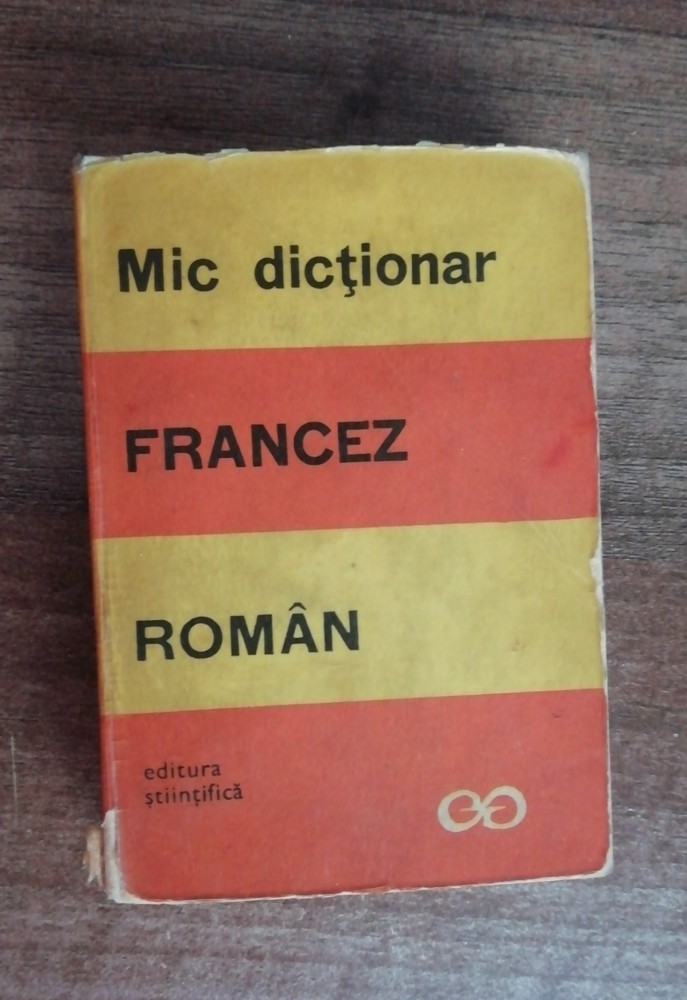 Mic dicţionar
FRANCEZ
ROMÂN
editura
ştiinţifică